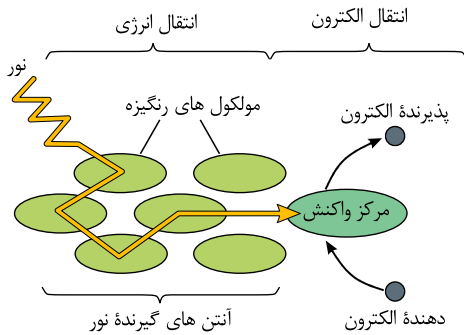 انتقال الکترون
انتقال انرژی
نور
مولکول های رنگیزه
پذیرندهٔ الکترون
مرکز واکنش
دهندهٔ الکترون
آنتن های گیرندهٔ نور